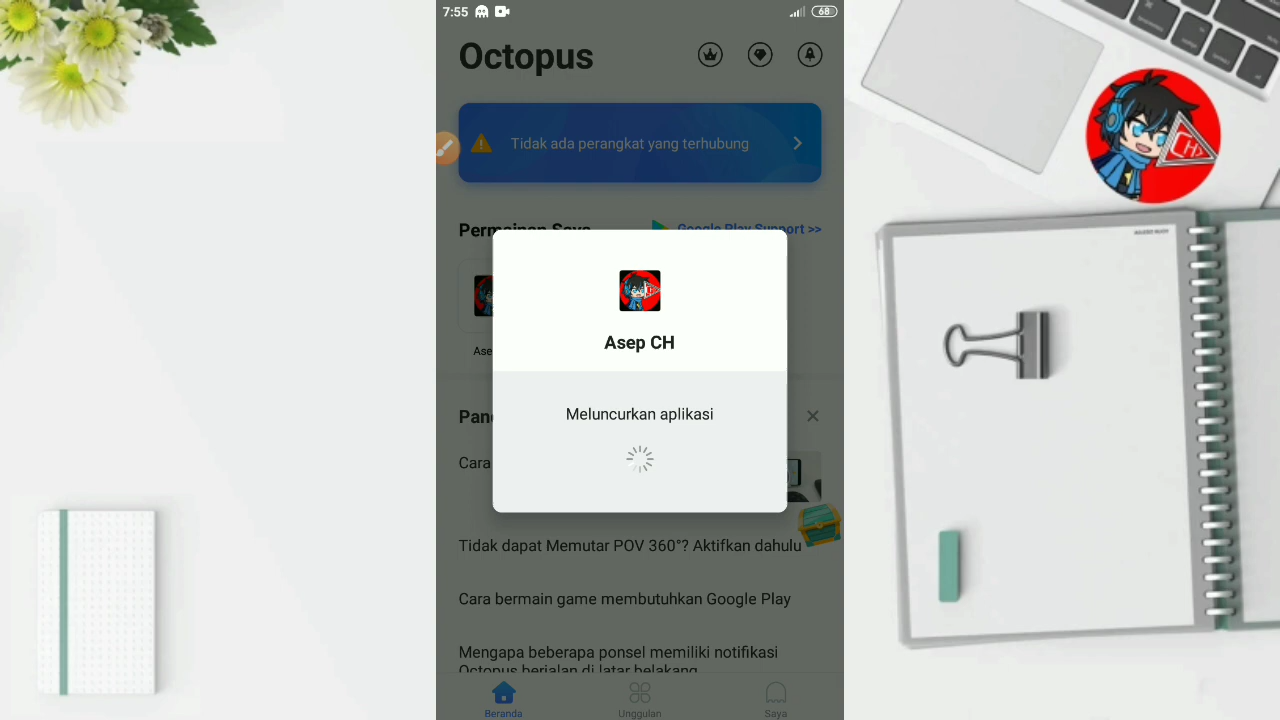 7:55
68
Octopus
Tidak ada perangkat yang terhubung
Google Play Support >>
Asep CH
Meluncurkan aplikasi
Ase
Pan
Cara
Tidak dapat Memutar POV 360°? Aktifkan dahulu
Cara bermain game membutuhkan Google Play
Mengapa beberapa ponsel memiliki notifikasi
Octopus berjalan di latar belakang
Beranda
Unggulan
Saya
CH